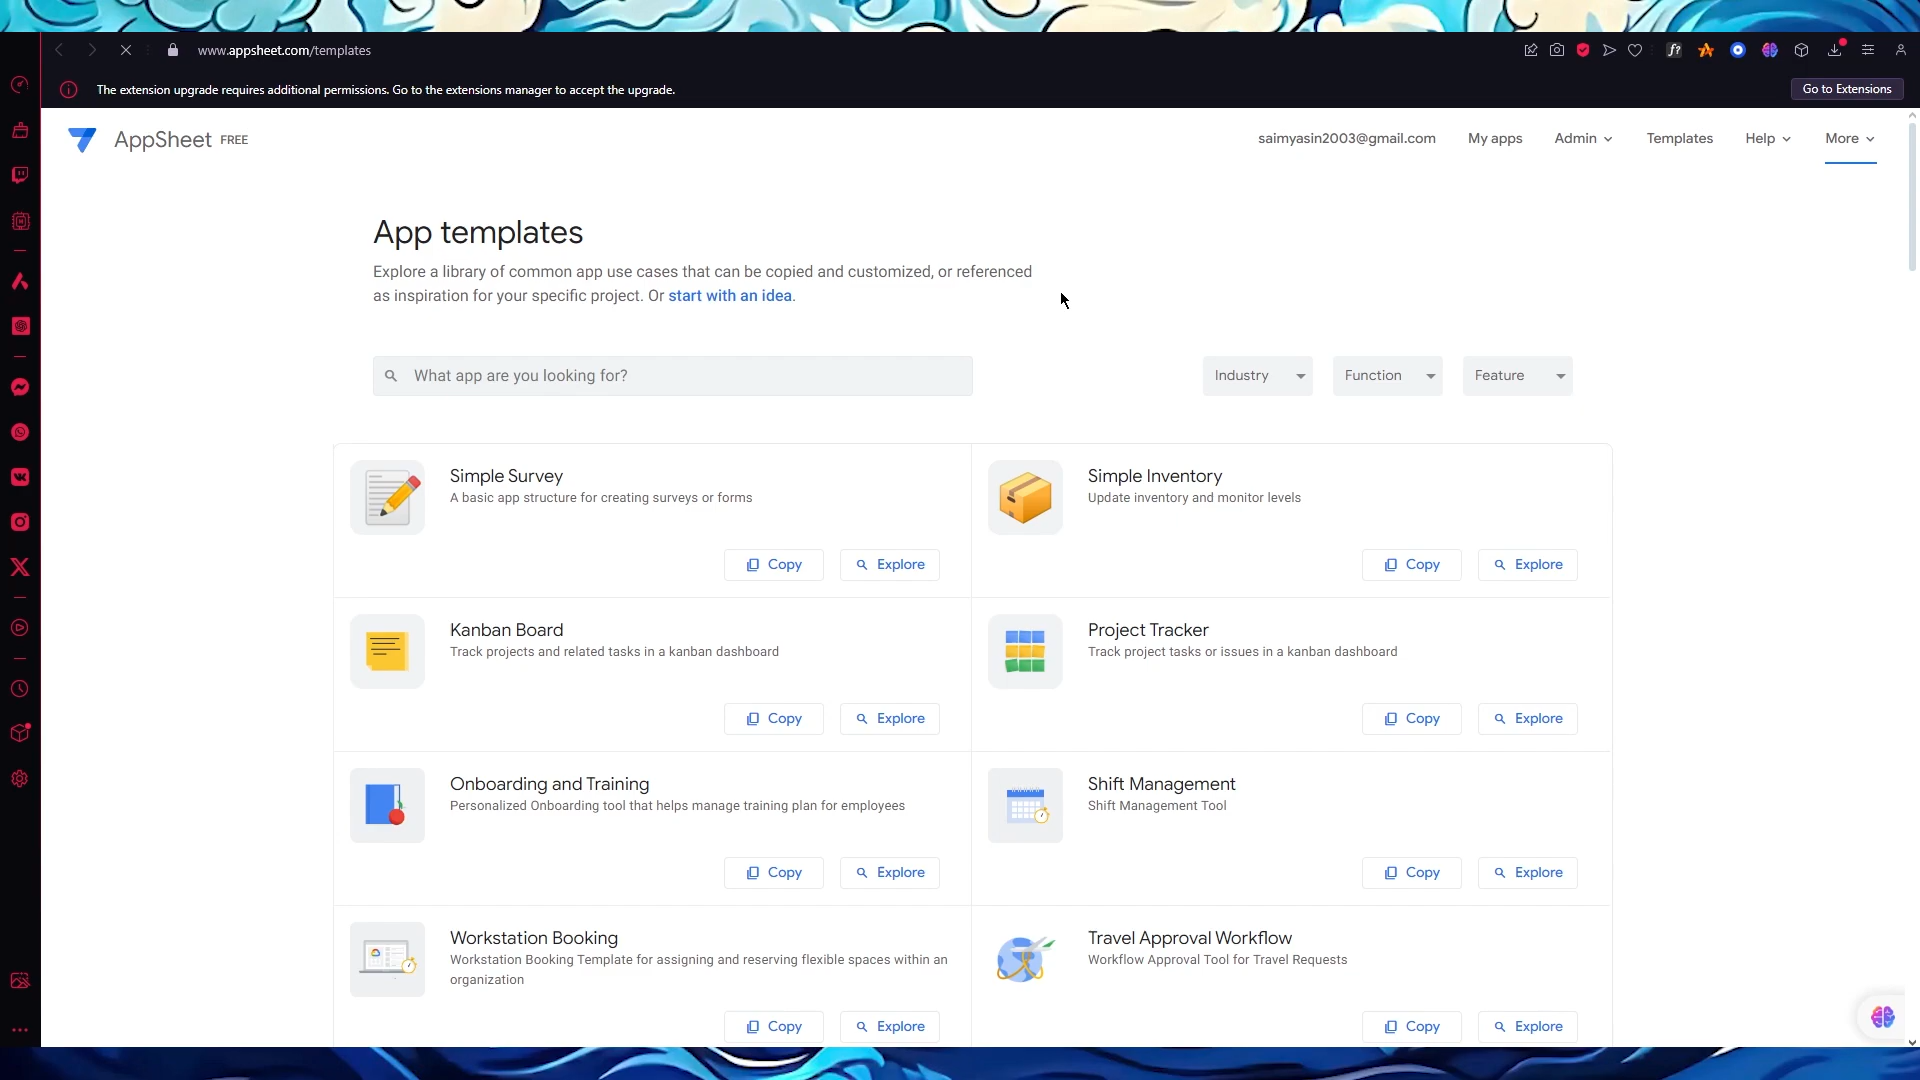 www.appsheet.com/templates
The extension upgrade requires additional permissions. Go to the extensions manager to accept the upgrade.
Go to Extensions
AppSheet FREE
saimyasin2003@gmail.com
My apps
Admin
Templates
Help
More
App templates
Explore a library of common app use cases that can be copied and customized, or referenced
as inspiration for your specific project. Or start with an idea.
What app are you looking for?
Industry
Function
Feature
Simple Survey
A basic app structure for creating surveys or forms
Copy
Explore
Simple Inventory
Update inventory and monitor levels
Copy
Explore
Kanban Board
Track projects and related tasks in a kanban dashboard
Copy
Explore
Project Tracker
Track project tasks or issues in a kanban dashboard
Copy
Explore
Onboarding and Training
Personalized Onboarding tool that helps manage training plan for employees
Copy
Explore
Shift Management
Shift Management Tool
Copy
Explore
Workstation Booking
Workstation Booking Template for assigning and reserving flexible spaces within an
organization
Copy
Explore
Travel Approval Workflow
Workflow Approval Tool for Travel Requests
Copy
Explore